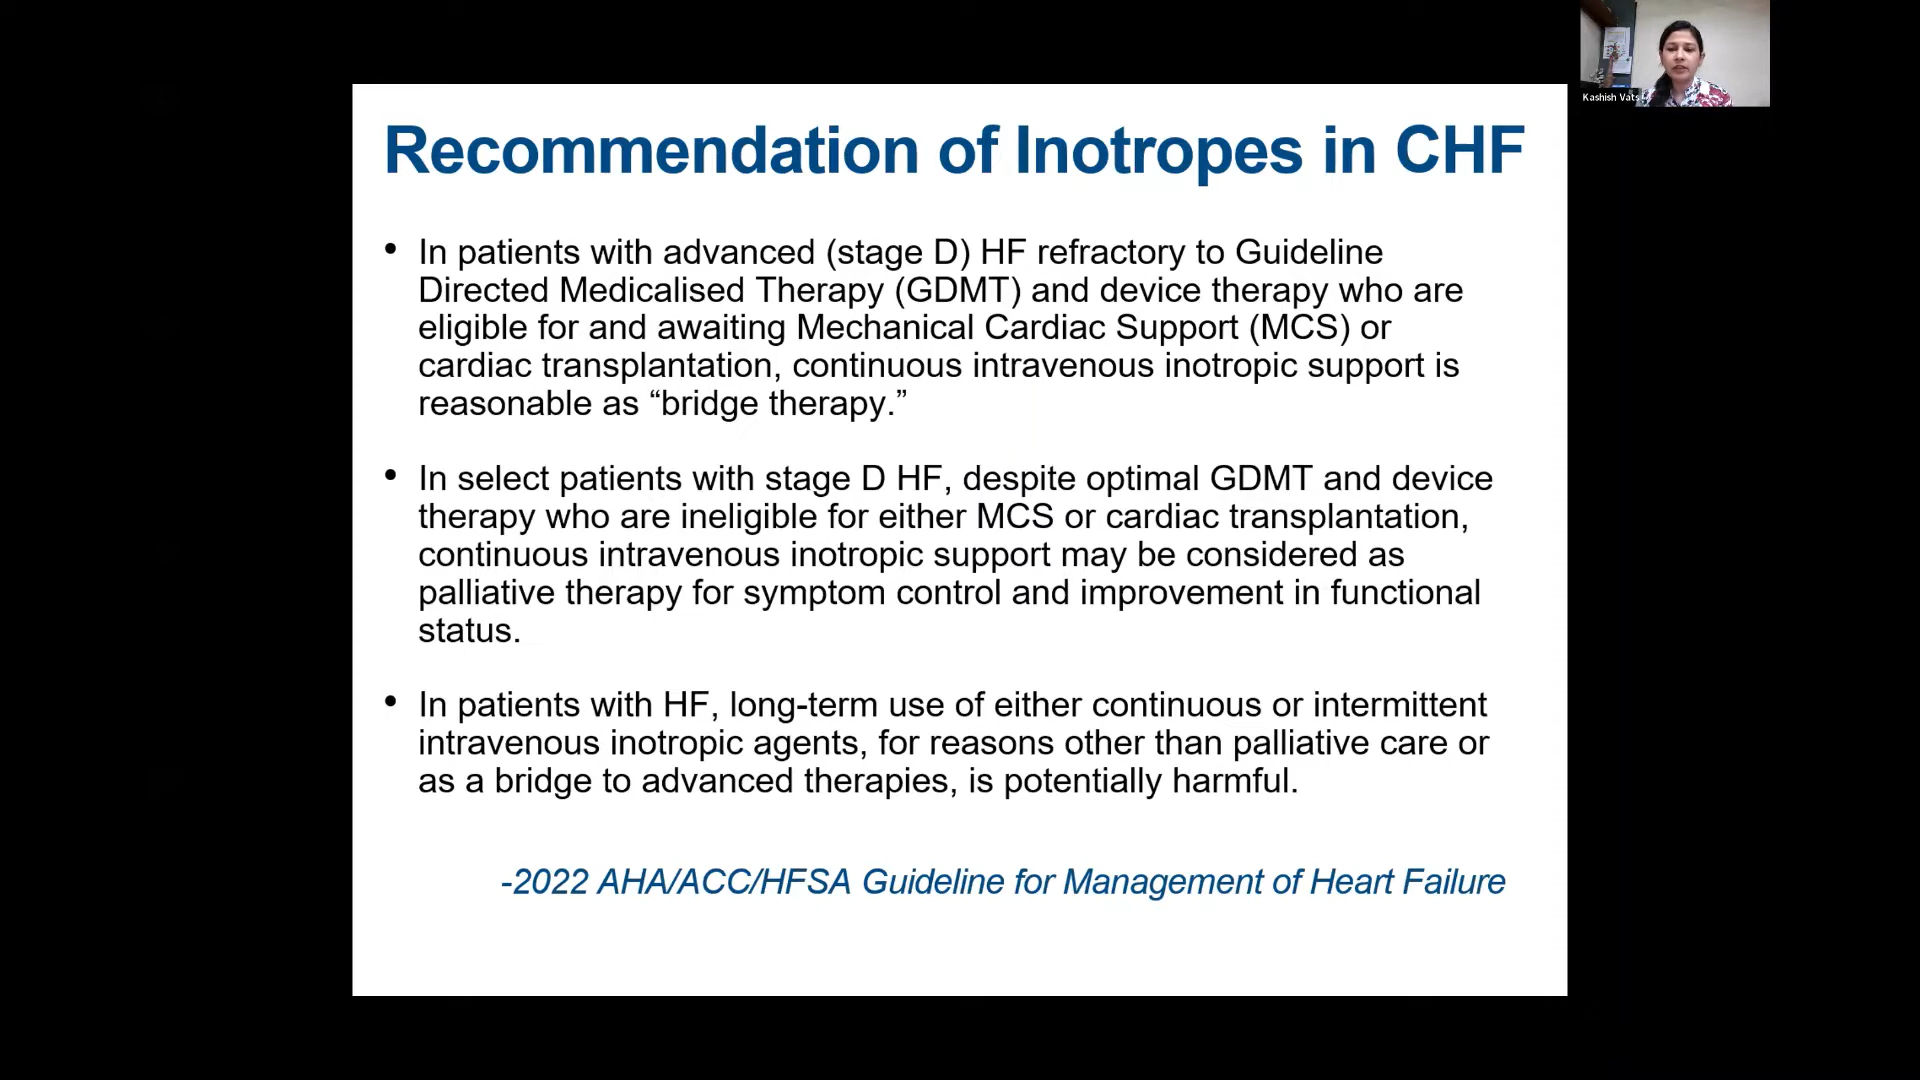 Kashish Vats
Recommendation of Inotropes in CHF
• In patients with advanced (stage D) HF refractory to Guideline
Directed Medicalised Therapy (GDMT) and device therapy who are
eligible for and awaiting Mechanical Cardiac Support (MCS) or
cardiac transplantation, continuous intravenous inotropic support is
reasonable as “bridge therapy.”
• In select patients with stage D HF, despite optimal GDMT and device
therapy who are ineligible for either MCS or cardiac transplantation,
continuous intravenous inotropic support may be considered as
palliative therapy for symptom control and improvement in functional
status.
• In patients with HF, long-term use of either continuous or intermittent
intravenous inotropic agents, for reasons other than palliative care or
as a bridge to advanced therapies, is potentially harmful.
-2022 AHA/ACC/HFSA Guideline for Management of Heart Failure